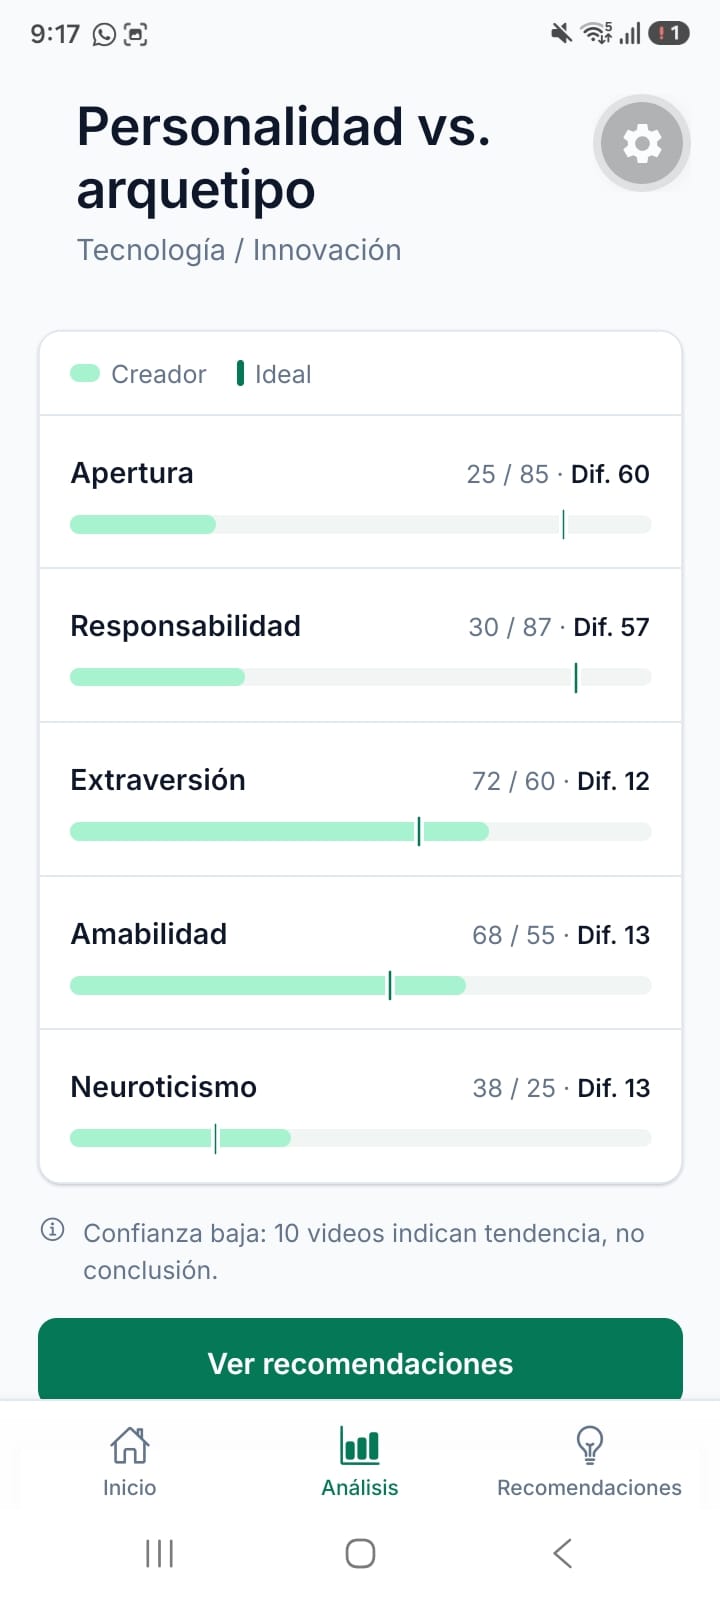 9:17
5
! 1
Personalidad vs.
arquetipo
Tecnología / Innovación
Creador Ideal
Apertura 25 / 85 · Dif. 60
Responsabilidad 30 / 87 · Dif. 57
Extraversión 72 / 60 · Dif. 12
Amabilidad 68 / 55 · Dif. 13
Neuroticismo 38 / 25 · Dif. 13
Confianza baja: 10 videos indican tendencia, no
conclusión.
Ver recomendaciones
Inicio Análisis Recomendaciones